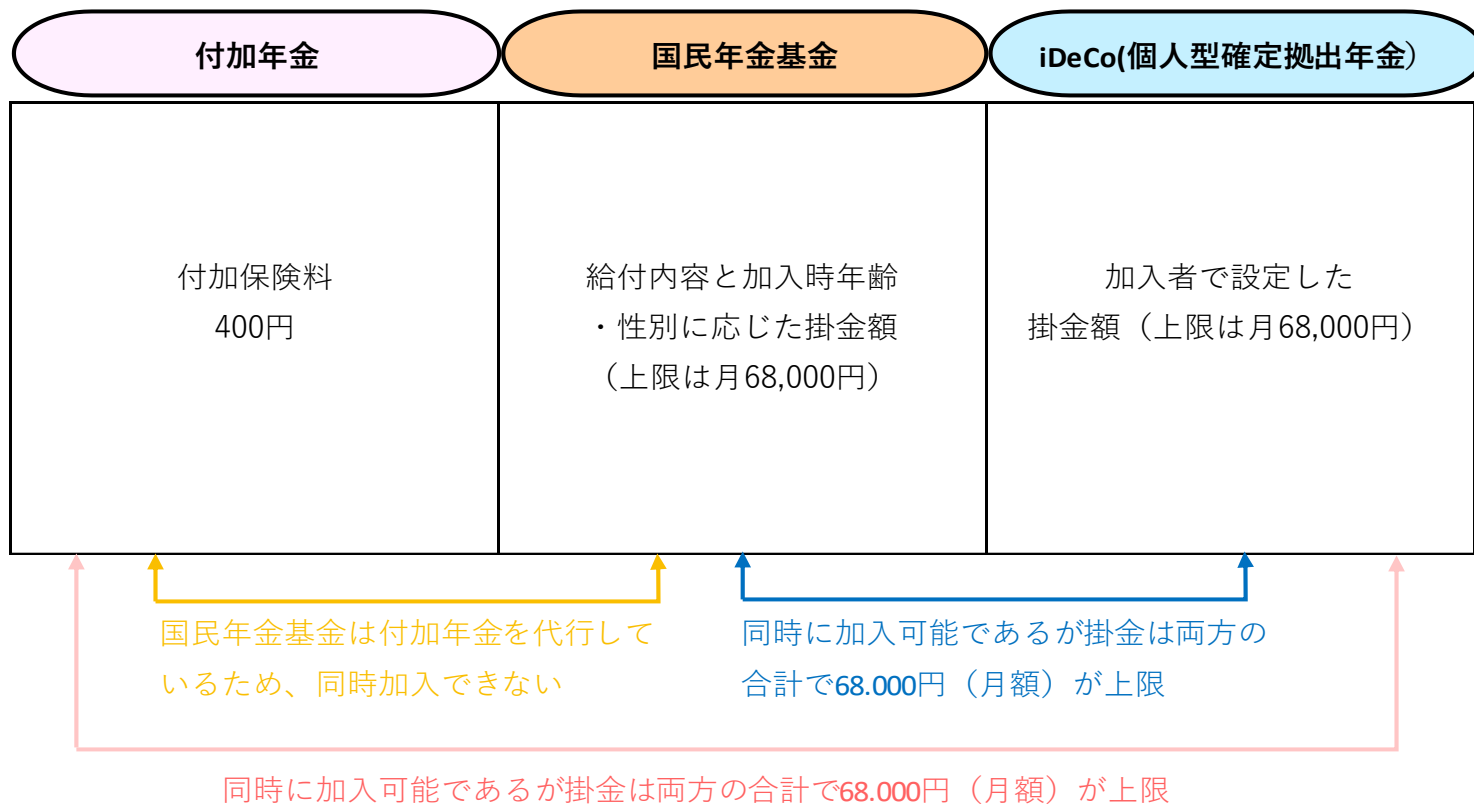 付加年金
国民年金基金
iDeCo(個人型確定拠出年金）
付加保険料
400円
給付内容と加入時年齢
・性別に応じた掛金額
（上限は月68,000円）
加入者で設定した
掛金額（上限は月68,000円）
国民年金基金は付加年金を代行して
いるため、同時加入できない
同時に加入可能であるが掛金は両方の
合計で68.000円（月額）が上限
同時に加入可能であるが掛金は両方の合計で68.000円（月額）が上限